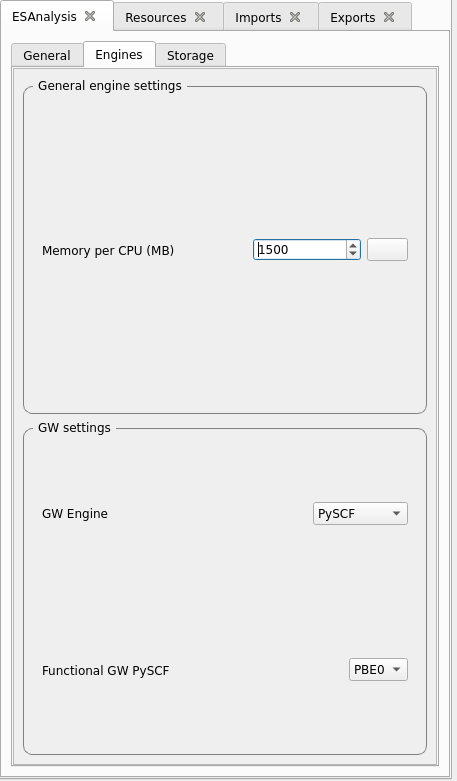 ESAnalysis
Resources
Imports
Exports
General
Engines
Storage
General engine settings
Memory per CPU (MB)
1500
GW settings
GW Engine
PySCF
Functional GW PySCF
PBE0